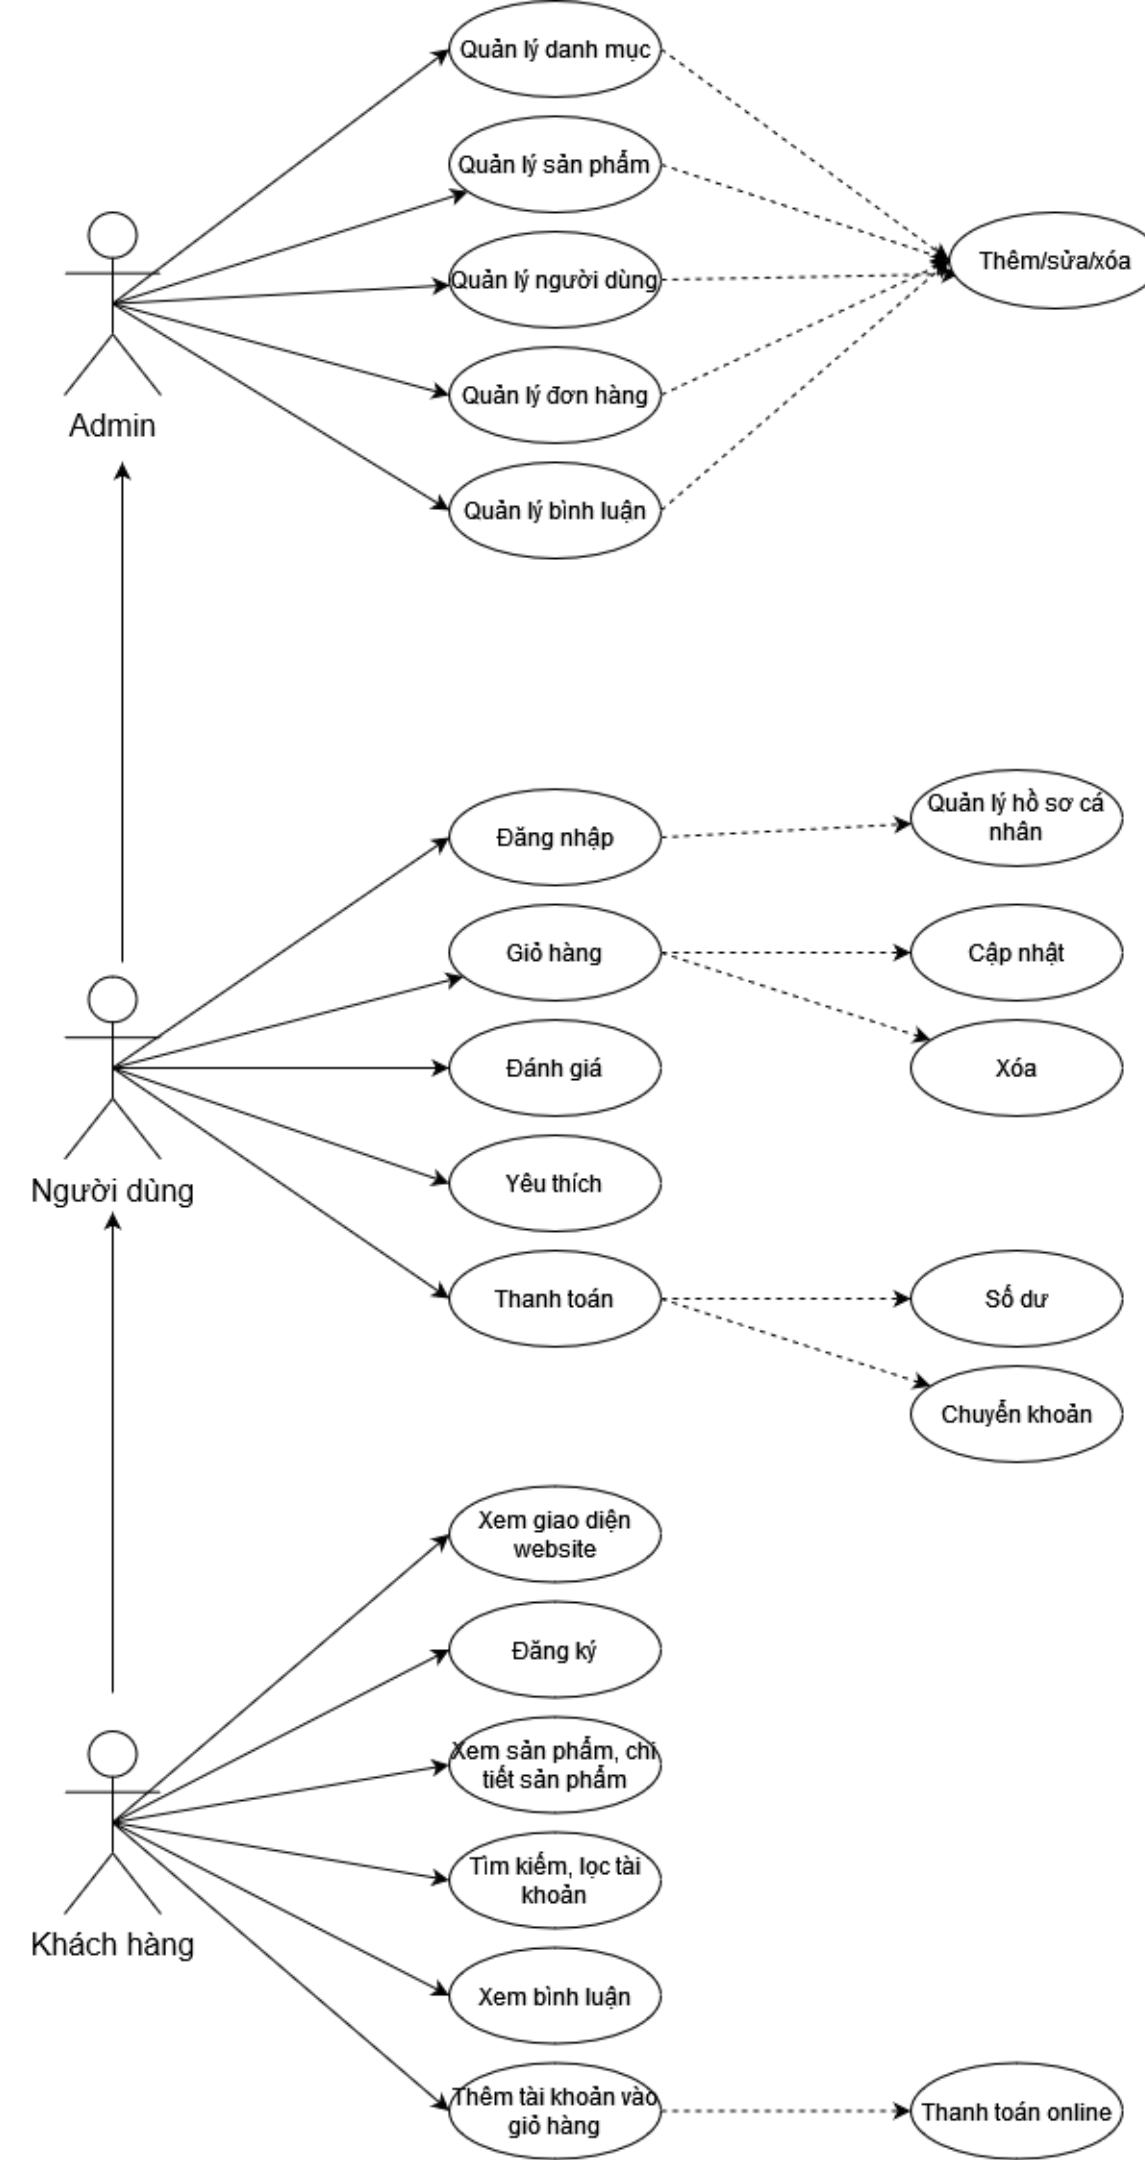 Quản lý danh mục
Quản lý sản phẩm
Quản lý người dùng
Thêm/sửa/xóa
Quản lý đơn hàng
Admin
Quản lý bình luận
Đăng nhập
Quản lý hồ sơ cá
nhân
Giỏ hàng
Cập nhật
Đánh giá
Xóa
Người dùng
Yêu thích
Thanh toán
Số dư
Chuyển khoản
Xem giao diện
website
Đăng ký
Xem sản phẩm, chi
tiết sản phẩm
Tìm kiếm, lọc tài
khoản
Khách hàng
Xem bình luận
Thêm tài khoản vào
giỏ hàng
Thanh toán online